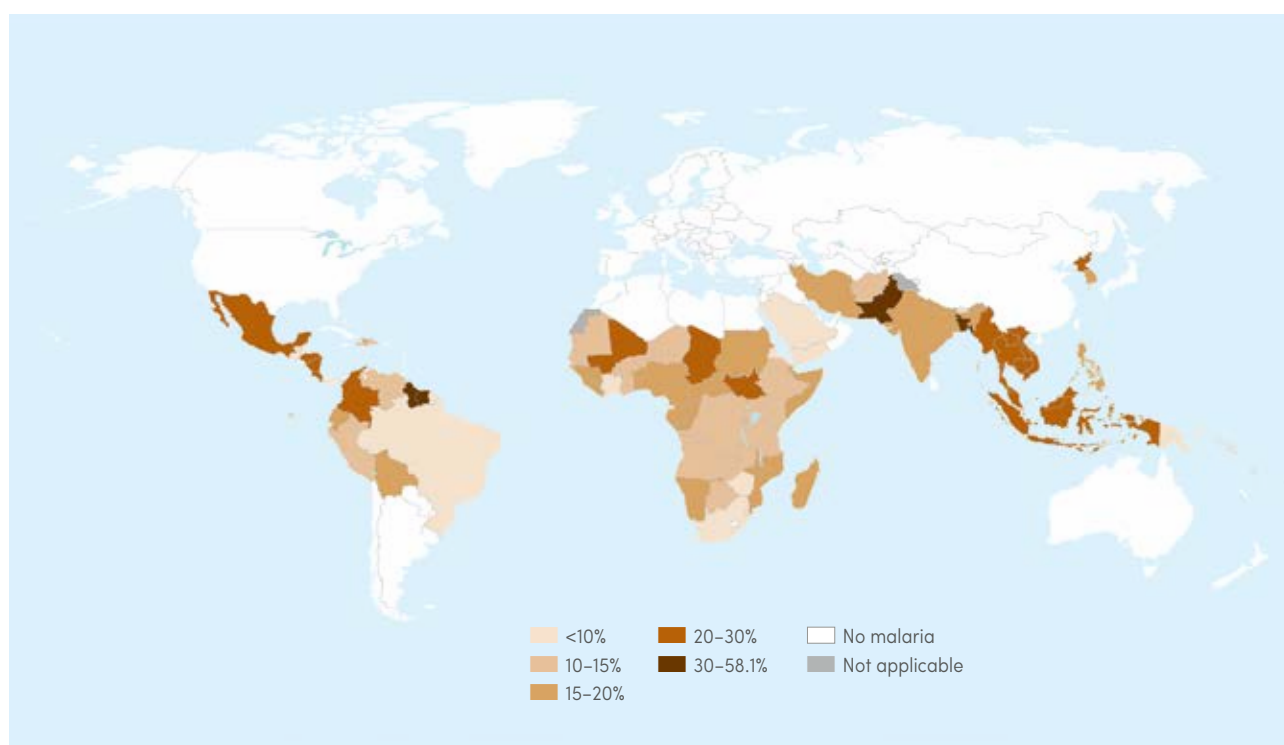 <10%
10–15%
15–20%
20–30%
30–58.1%
No malaria
Not applicable